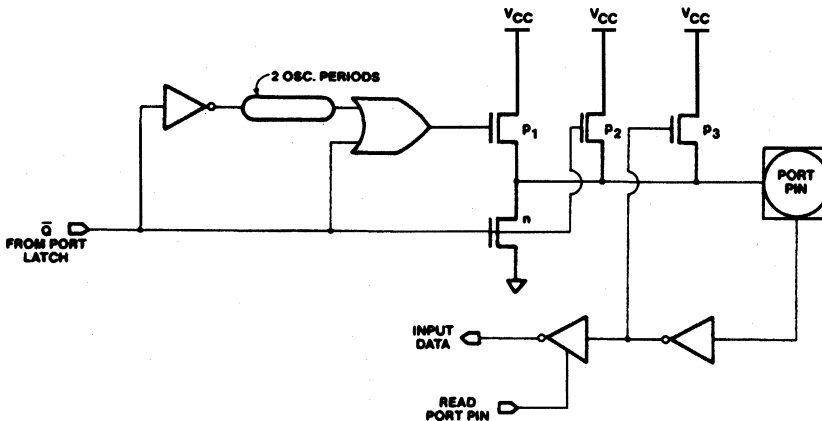 VCC VCC VCC
2 OSC. PERIODS
p1 p2 p3
PORT
PIN
n
Q̅
FROM PORT
LATCH
INPUT
DATA
READ
PORT PIN